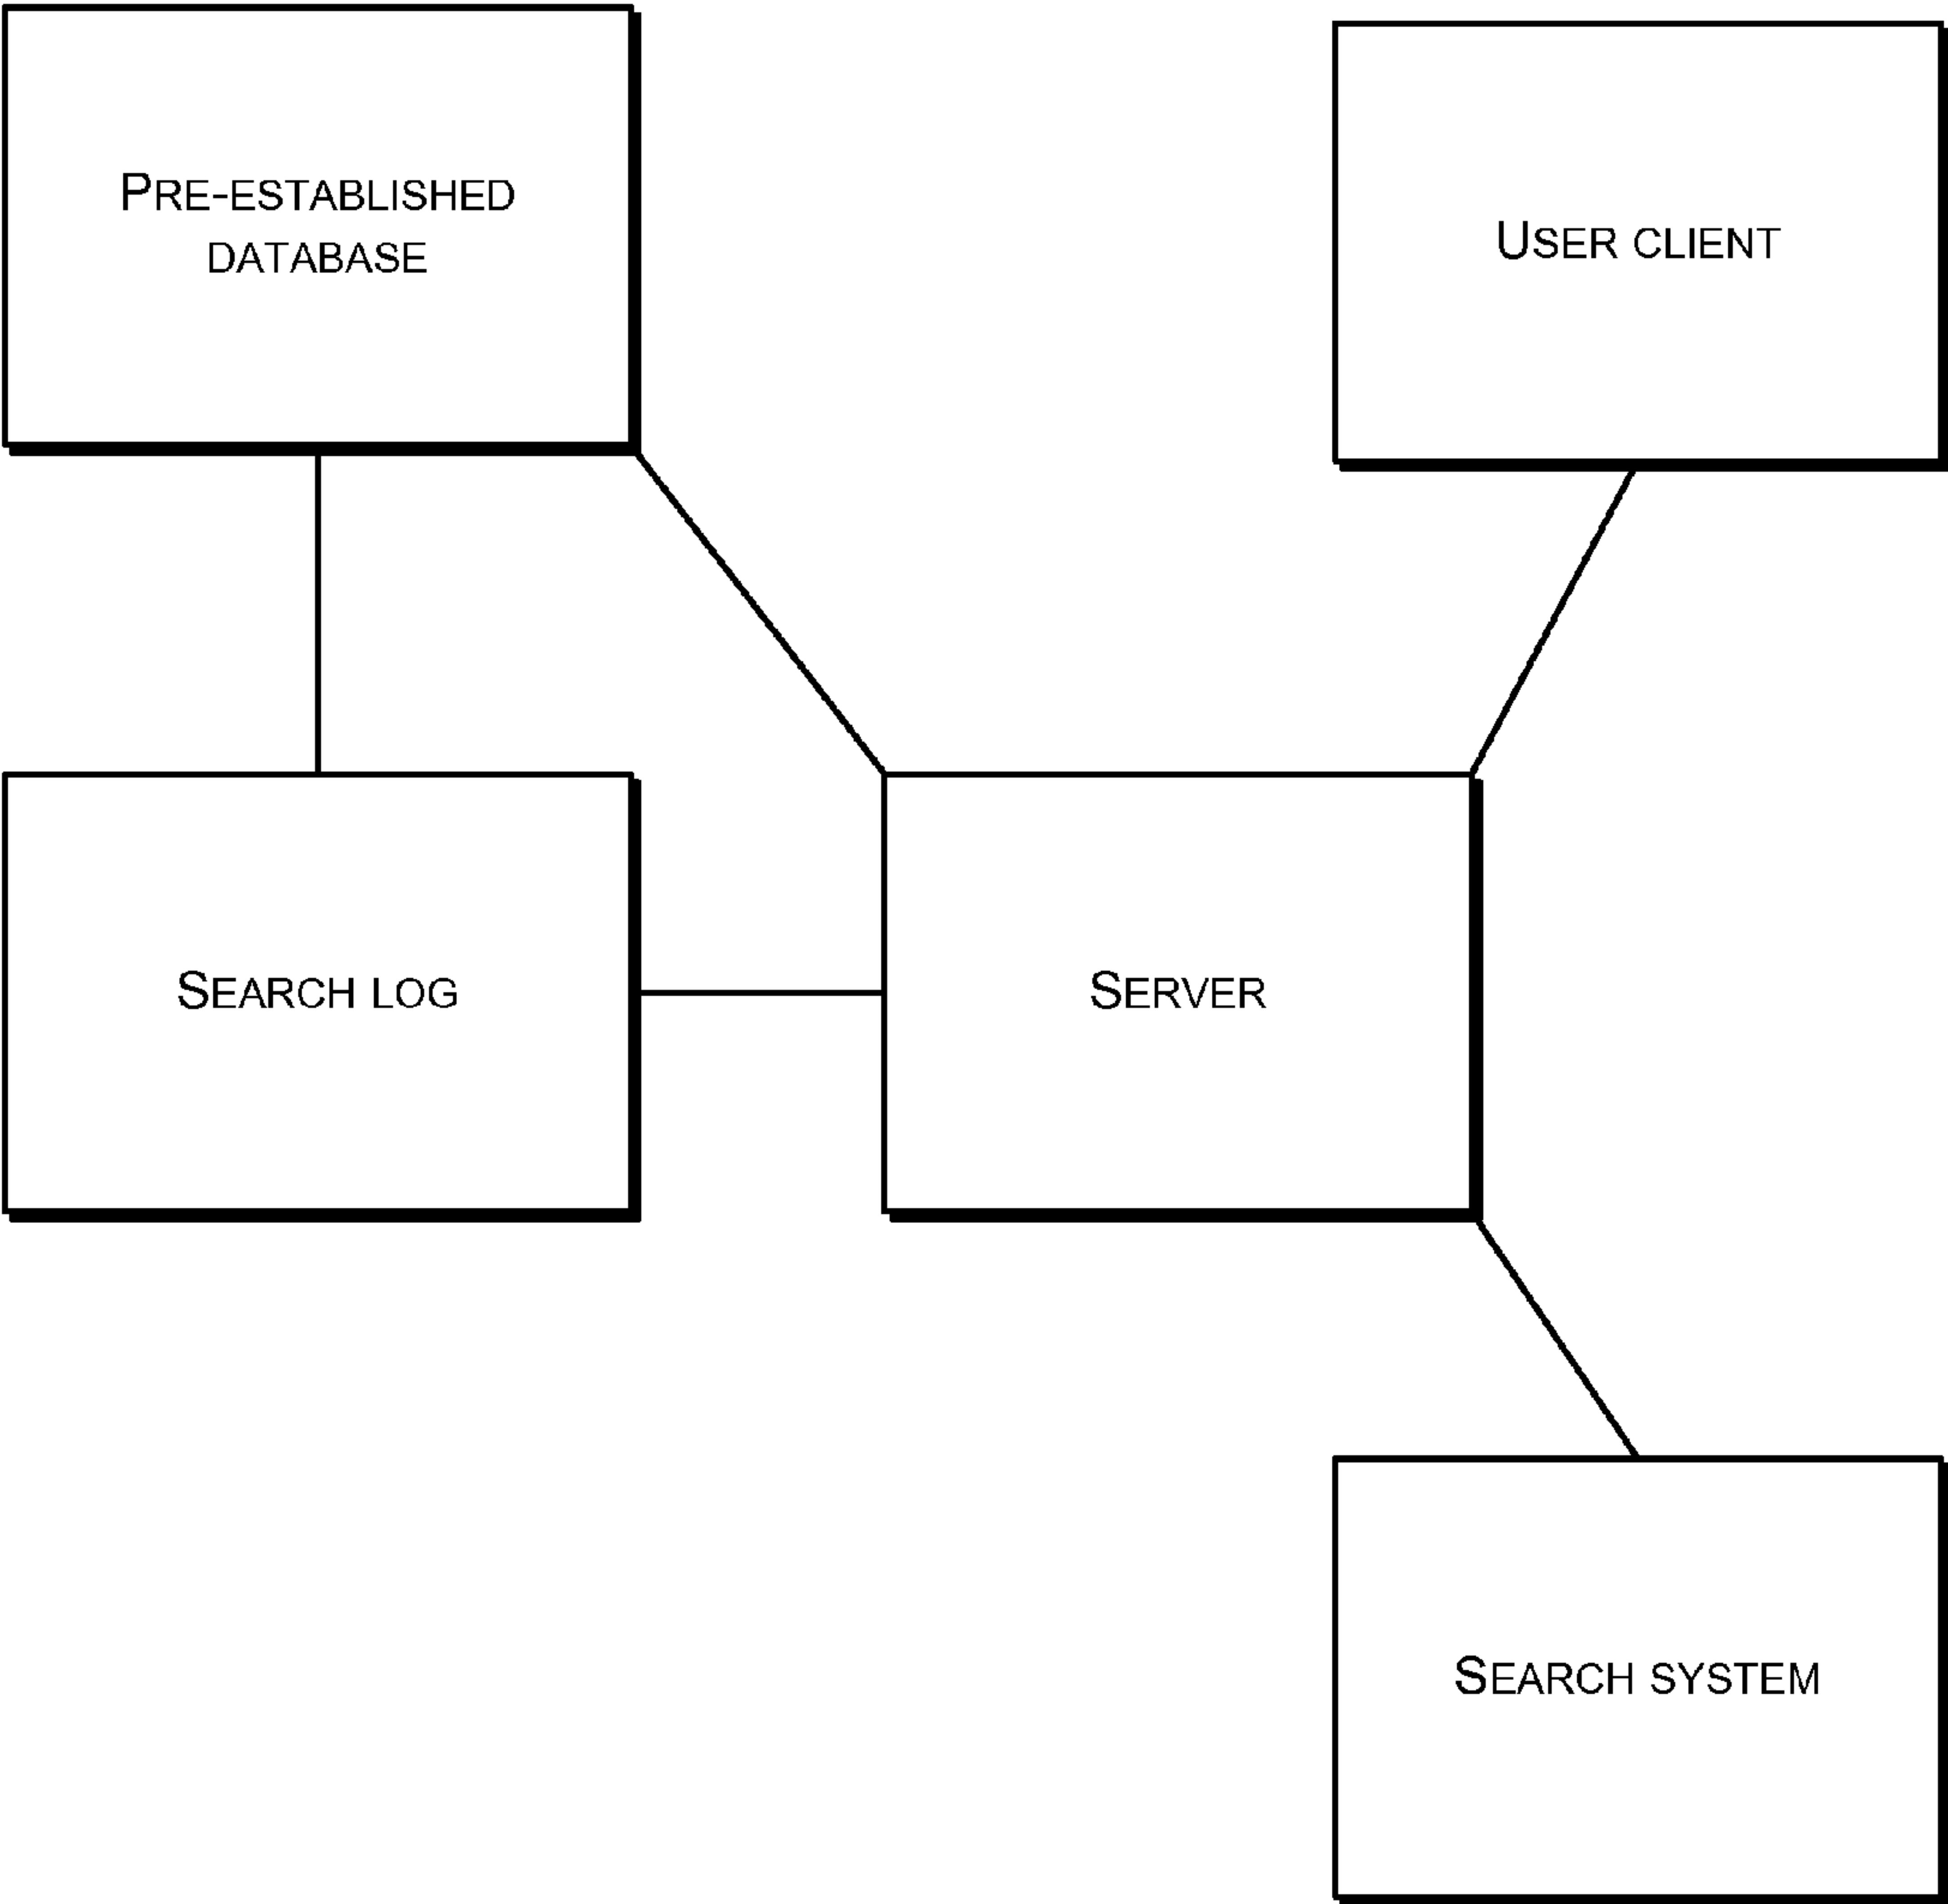 PRE-ESTABLISHED
DATABASE
USER CLIENT
SEARCH LOG
SERVER
SEARCH SYSTEM